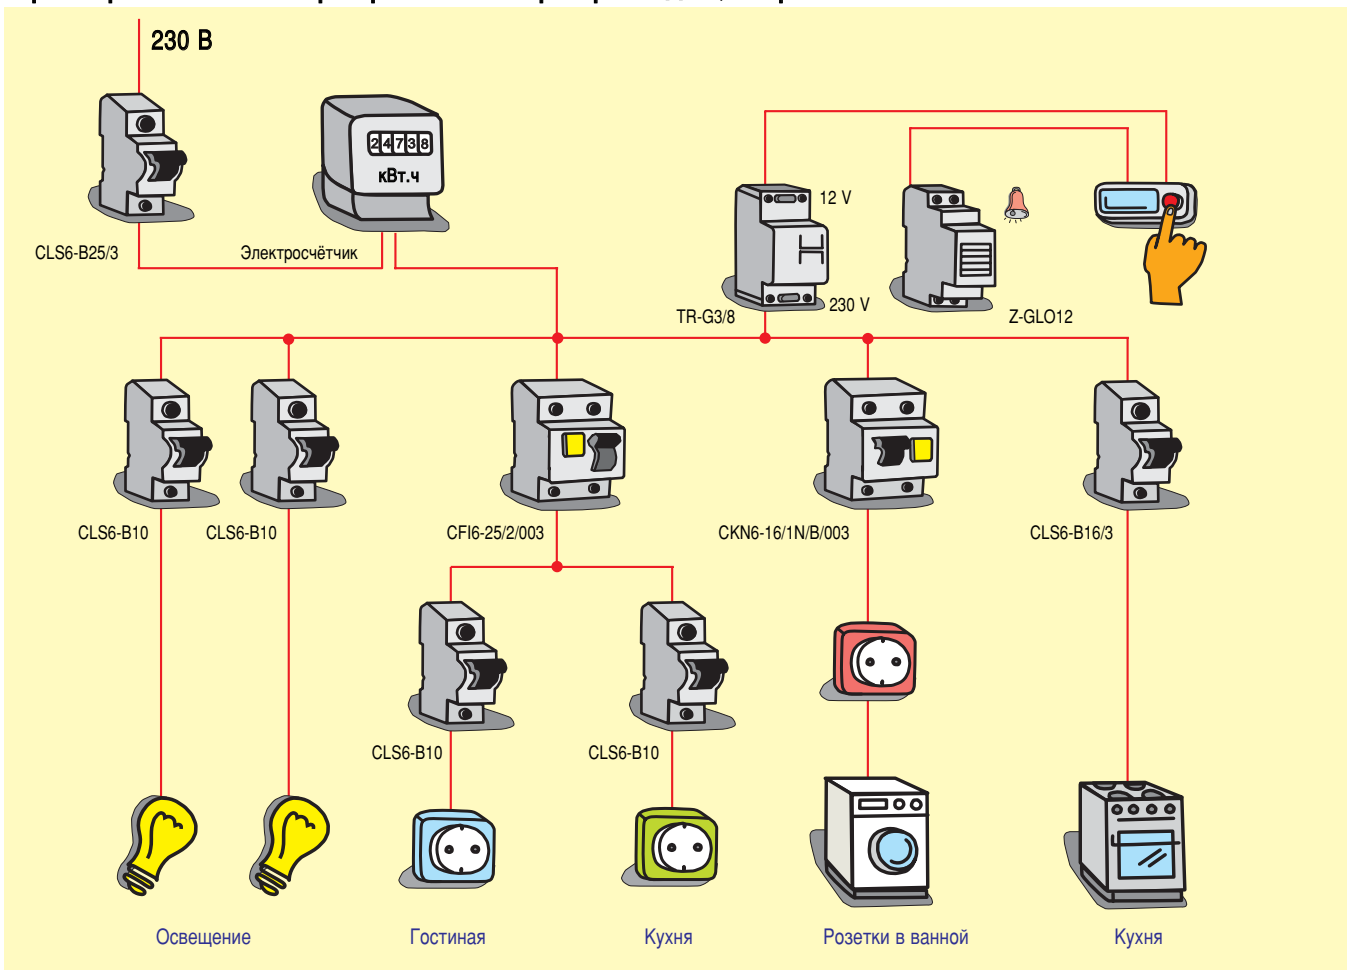 230 В
24738
кВт.ч
12 V
CLS6-B25/3
Электросчётчик
230 V
TR-G3/8
Z-GLO12
CLS6-B10
CLS6-B10
CFI6-25/2/003
CKN6-16/1N/B/003
CLS6-B16/3
CLS6-B10
CLS6-B10
Освещение
Гостиная
Кухня
Розетки в ванной
Кухня